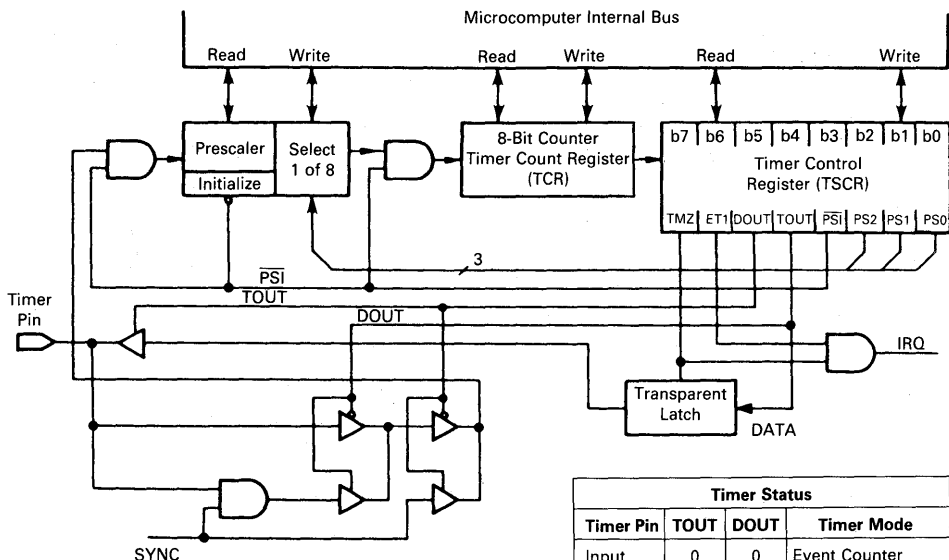 Microcomputer Internal Bus
Read Write Read Write Read Write
b7 b6 b5 b4 b3 b2 b1 b0
Prescaler
Initialize
Select
1 of 8
8-Bit Counter
Timer Count Register
(TCR)
Timer Control
Register (TSCR)
TMZ ET1 DOUT TOUT PSI PS2 PS1 PS0
3
PSI
TOUT
DOUT
Timer
Pin
IRQ
Transparent
Latch
DATA
SYNC
Timer Status
Timer Pin TOUT DOUT Timer Mode
Input 0 0 Event Counter